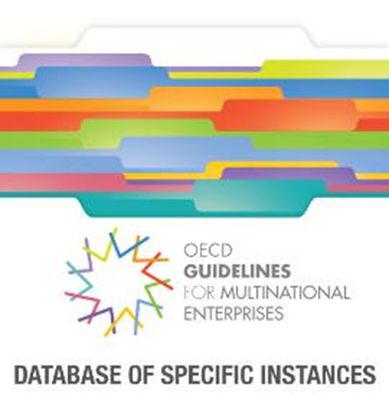 OECD
GUIDELINES
FOR MULTINATIONAL
ENTERPRISES
DATABASE OF SPECIFIC INSTANCES